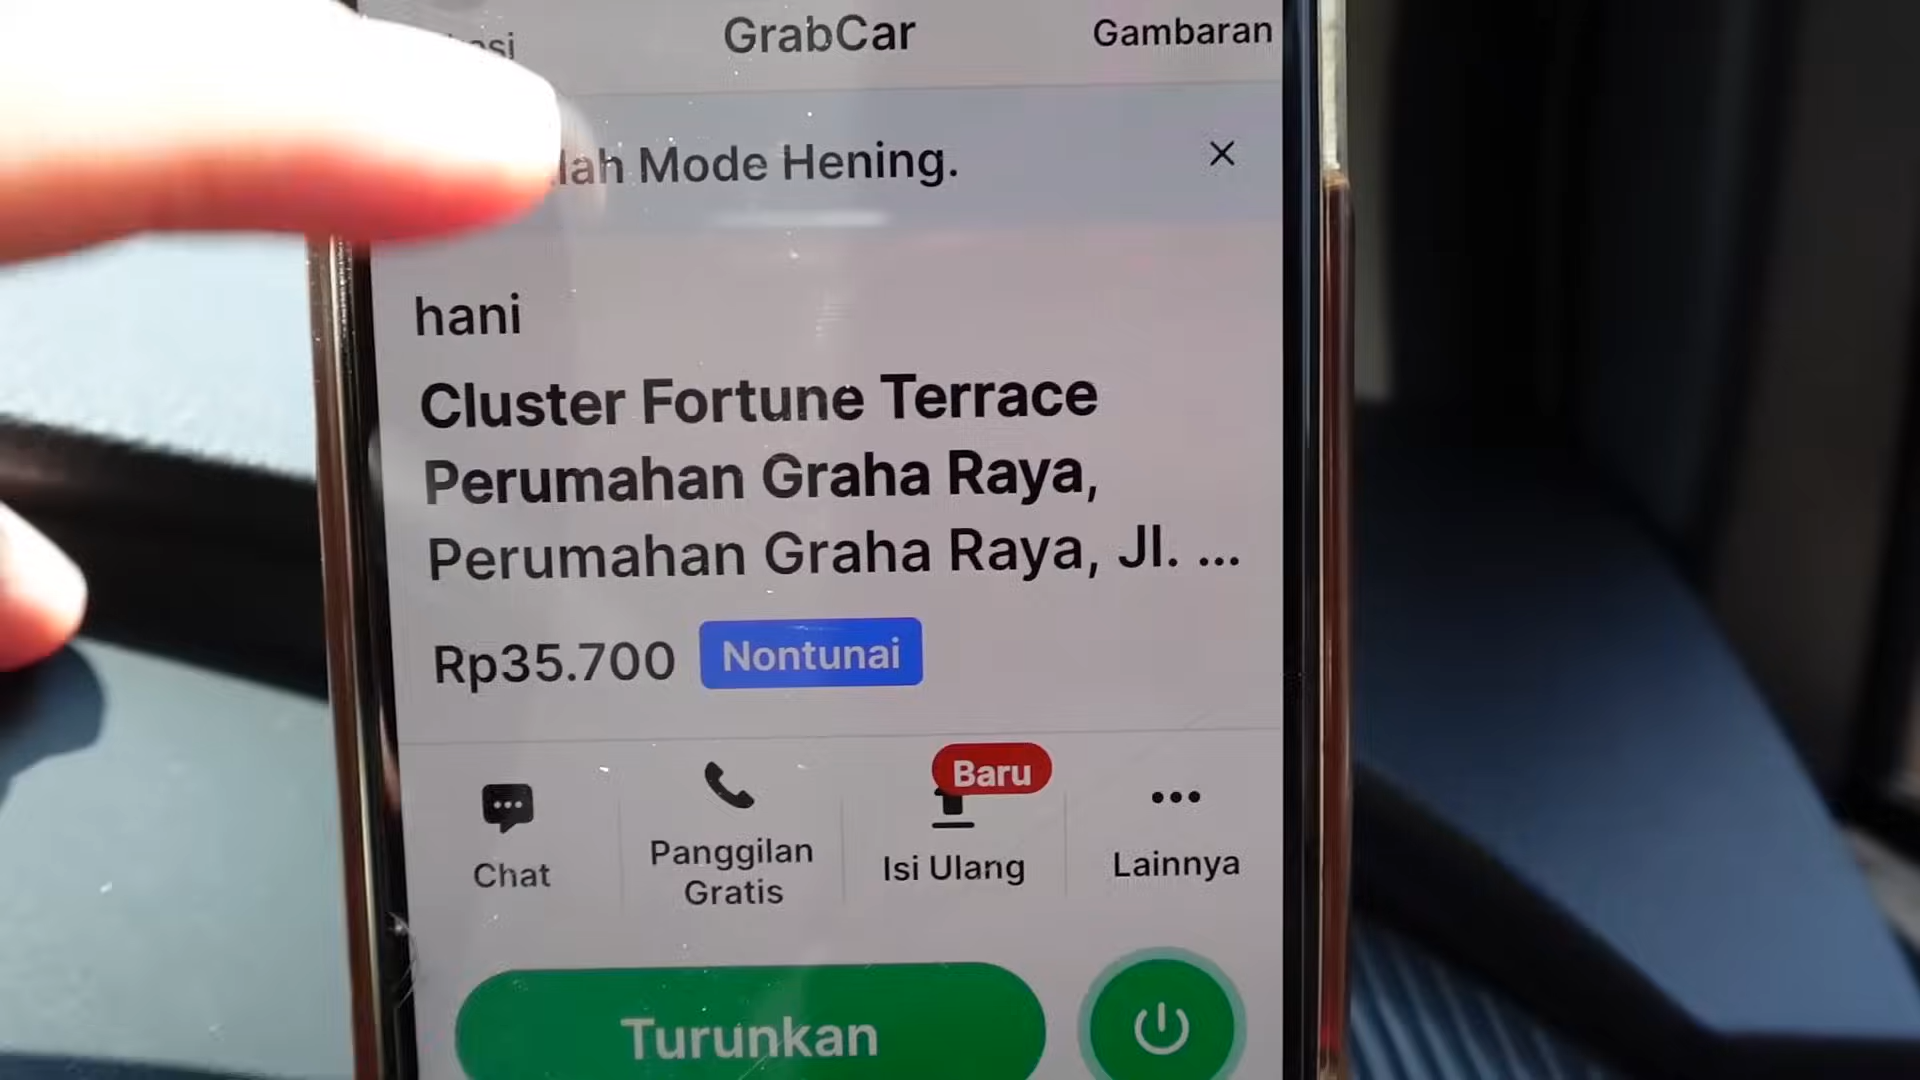 GrabCar
Gambaran
Mode Hening.
hani
Cluster Fortune Terrace
Perumahan Graha Raya,
Perumahan Graha Raya, Jl. ...
Rp35.700 Nontunai
Baru
Chat
Panggilan
Gratis
Isi Ulang
Lainnya
Turunkan